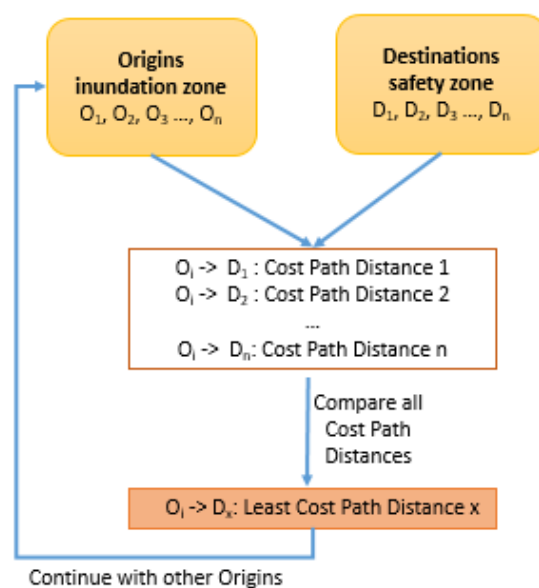 Origins
inundation zone
O₁, O₂, O₃ ..., Oₙ
Destinations
safety zone
D₁, D₂, D₃ ..., Dₙ
Oᵢ -> D₁ : Cost Path Distance 1
Oᵢ -> D₂ : Cost Path Distance 2
...
Oᵢ -> Dₙ: Cost Path Distance n
Compare all
Cost Path
Distances
Oᵢ -> Dₓ: Least Cost Path Distance x
Continue with other Origins